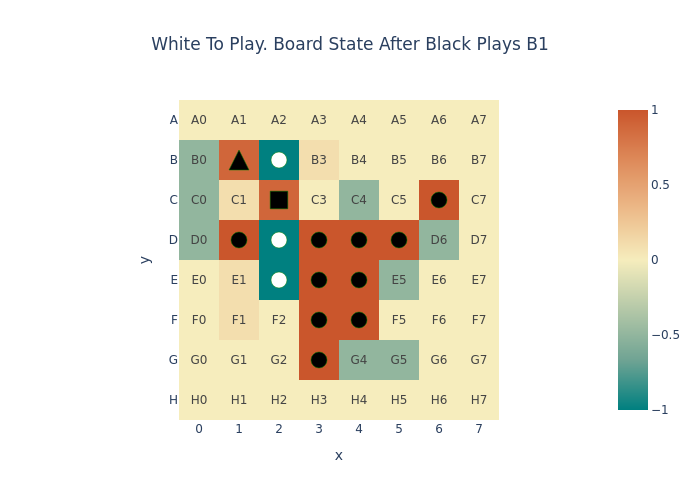 White To Play. Board State After Black Plays B1
A A0 A1 A2 A3 A4 A5 A6 A7
B B0 B3 B4 B5 B6 B7
C C0 C1 C3 C4 C5 C7
D D0 D6 D7
E E0 E1 E5 E6 E7
F F0 F1 F2 F5 F6 F7
G G0 G1 G2 G4 G5 G6 G7
H H0 H1 H2 H3 H4 H5 H6 H7
0 1 2 3 4 5 6 7
x
y
1
0.5
0
−0.5
−1